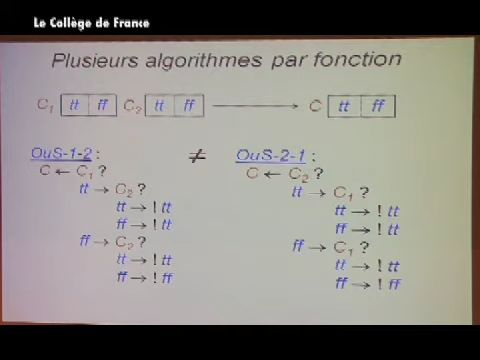 Le Collège de France
Plusieurs algorithmes par fonction
C₁ tt ff C₂ tt ff → C tt ff
OuS-1-2 : ≠ OuS-2-1 :
C ← C₁ ? C ← C₂ ?
tt → C₂ ? tt → C₁ ?
tt → ! tt tt → ! tt
ff → ! tt ff → ! tt
ff → C₂ ? ff → C₁ ?
tt → ! tt tt → ! tt
ff → ! ff ff → ! ff